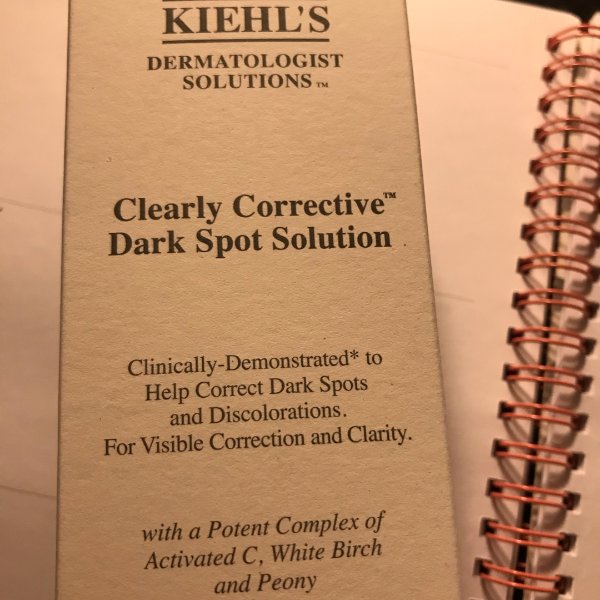 KIEHL'S
DERMATOLOGIST
SOLUTIONS™
Clearly Corrective™
Dark Spot Solution
Clinically-Demonstrated* to
Help Correct Dark Spots
and Discolorations.
For Visible Correction and Clarity.
with a Potent Complex of
Activated C, White Birch
and Peony